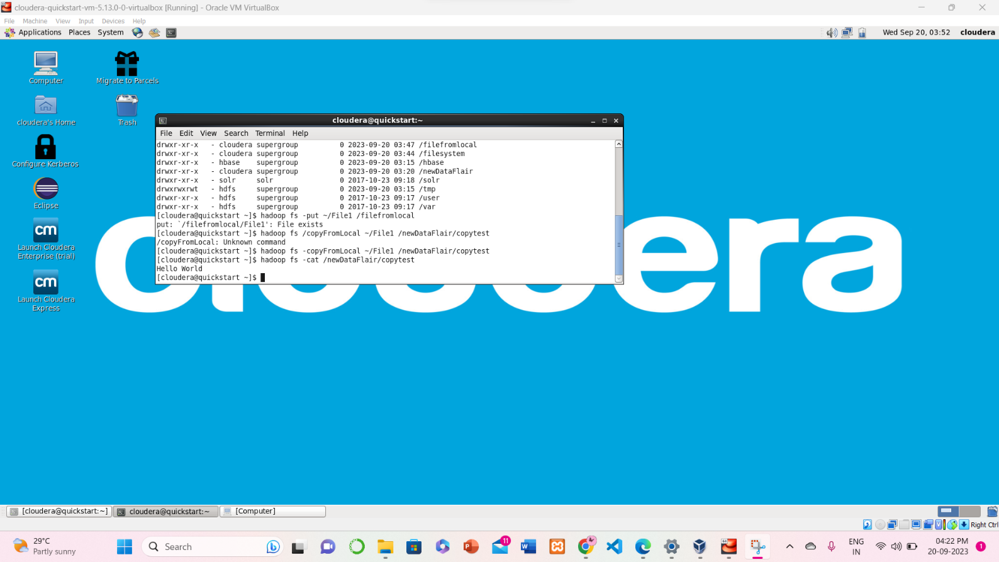 cloudera-quickstart-vm-5.13.0-0-virtualbox [Running] - Oracle VM VirtualBox
File Machine View Input Devices Help
Applications Places System Wed Sep 20, 03:52 cloudera
Computer
Migrate to Parcels
cloudera's Home
Trash
Configure Kerberos
Eclipse
cm
Launch Cloudera
Enterprise (trial)
cm
Launch Cloudera
Express
cloudera
cloudera@quickstart:~
File Edit View Search Terminal Help
drwxr-xr-x   - cloudera supergroup          0 2023-09-20 03:47 /filefromlocal
drwxr-xr-x   - cloudera supergroup          0 2023-09-20 03:44 /filesystem
drwxr-xr-x   - hbase    supergroup          0 2023-09-20 03:15 /hbase
drwxr-xr-x   - cloudera supergroup          0 2023-09-20 03:20 /newDataFlair
drwxr-xr-x   - solr     solr                0 2017-10-23 09:18 /solr
drwxrwxrwt   - hdfs     supergroup          0 2023-09-20 03:15 /tmp
drwxr-xr-x   - hdfs     supergroup          0 2017-10-23 09:17 /user
drwxr-xr-x   - hdfs     supergroup          0 2017-10-23 09:17 /var
[cloudera@quickstart ~]$ hadoop fs -put ~/File1 /filefromlocal
put: `/filefromlocal/File1': File exists
[cloudera@quickstart ~]$ hadoop fs /copyFromLocal ~/File1 /newDataFlair/copytest
/copyFromLocal: Unknown command
[cloudera@quickstart ~]$ hadoop fs -copyFromLocal ~/File1 /newDataFlair/copytest
[cloudera@quickstart ~]$ hadoop fs -cat /newDataFlair/copytest
Hello World
[cloudera@quickstart ~]$
[cloudera@quickstart:~] cloudera@quickstart:~ [Computer]
Right Ctrl
29°C
Partly sunny
Search
11
ENG
IN
04:22 PM
20-09-2023
1